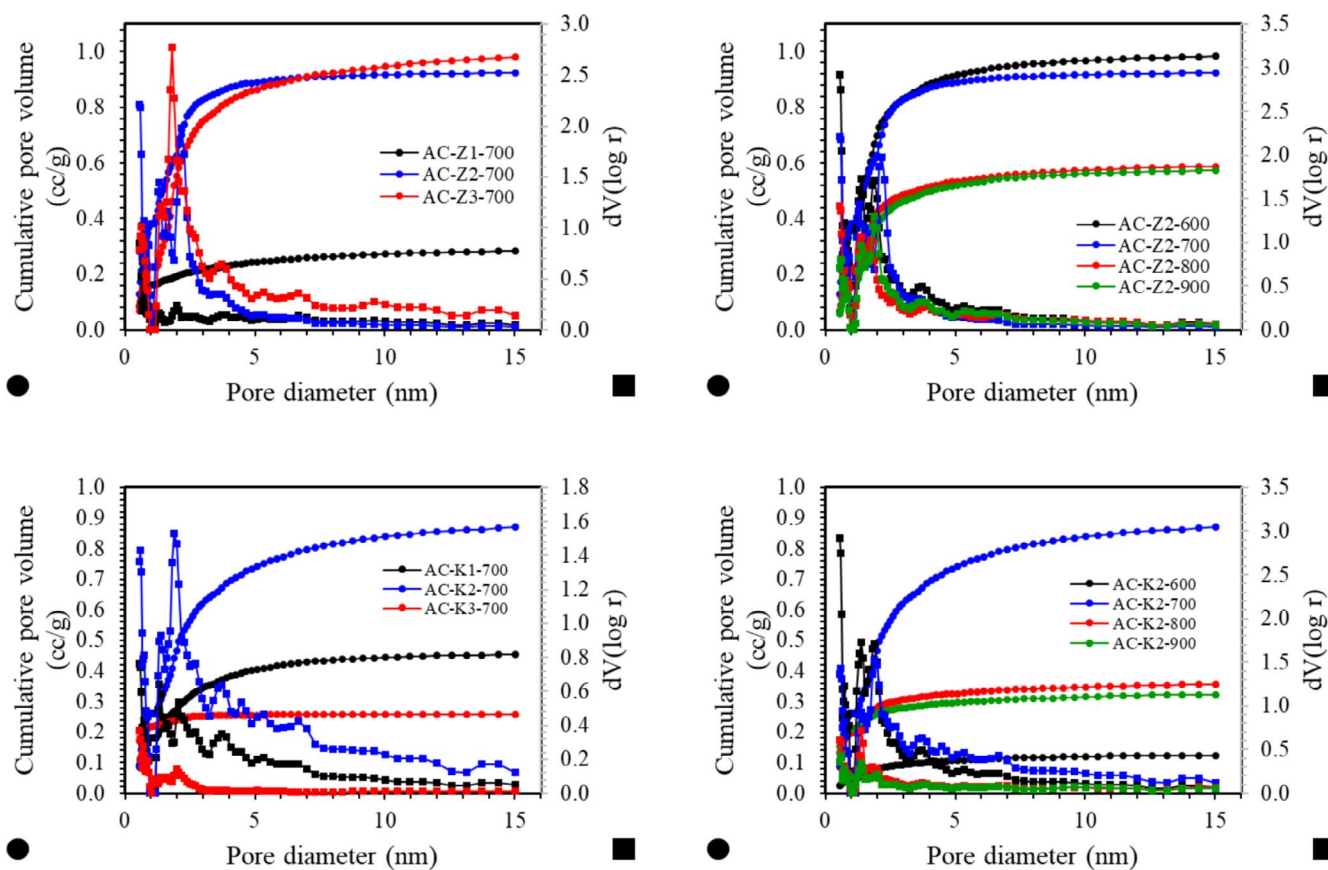 Cumulative pore volume
(cc/g)
1.0
0.8
0.6
0.4
0.2
0.0
3.0
2.5
2.0
1.5
1.0
0.5
0.0
dV(log r)
AC-Z1-700
AC-Z2-700
AC-Z3-700
0 5 10 15
Pore diameter (nm)
Cumulative pore volume
(cc/g)
1.0
0.8
0.6
0.4
0.2
0.0
3.5
3.0
2.5
2.0
1.5
1.0
0.5
0.0
dV(log r)
AC-Z2-600
AC-Z2-700
AC-Z2-800
AC-Z2-900
0 5 10 15
Pore diameter (nm)
Cumulative pore volume
(cc/g)
1.0
0.9
0.8
0.7
0.6
0.5
0.4
0.3
0.2
0.1
0.0
1.8
1.6
1.4
1.2
1.0
0.8
0.6
0.4
0.2
0.0
dV(log r)
AC-K1-700
AC-K2-700
AC-K3-700
0 5 10 15
Pore diameter (nm)
Cumulative pore volume
(cc/g)
1.0
0.9
0.8
0.7
0.6
0.5
0.4
0.3
0.2
0.1
0.0
3.5
3.0
2.5
2.0
1.5
1.0
0.5
0.0
dV(log r)
AC-K2-600
AC-K2-700
AC-K2-800
AC-K2-900
0 5 10 15
Pore diameter (nm)